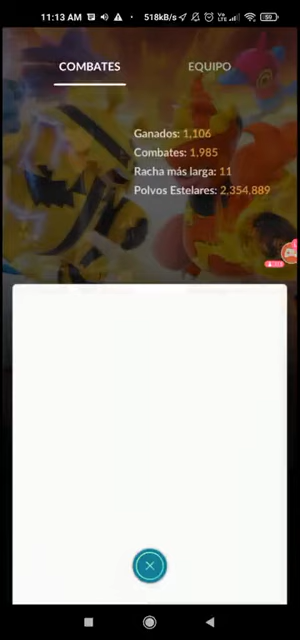 11:13 AM 518kB/s 59
COMBATES EQUIPO
Ganados: 1,106
Combates: 1,985
Racha más larga: 11
Polvos Estelares: 2,354,889